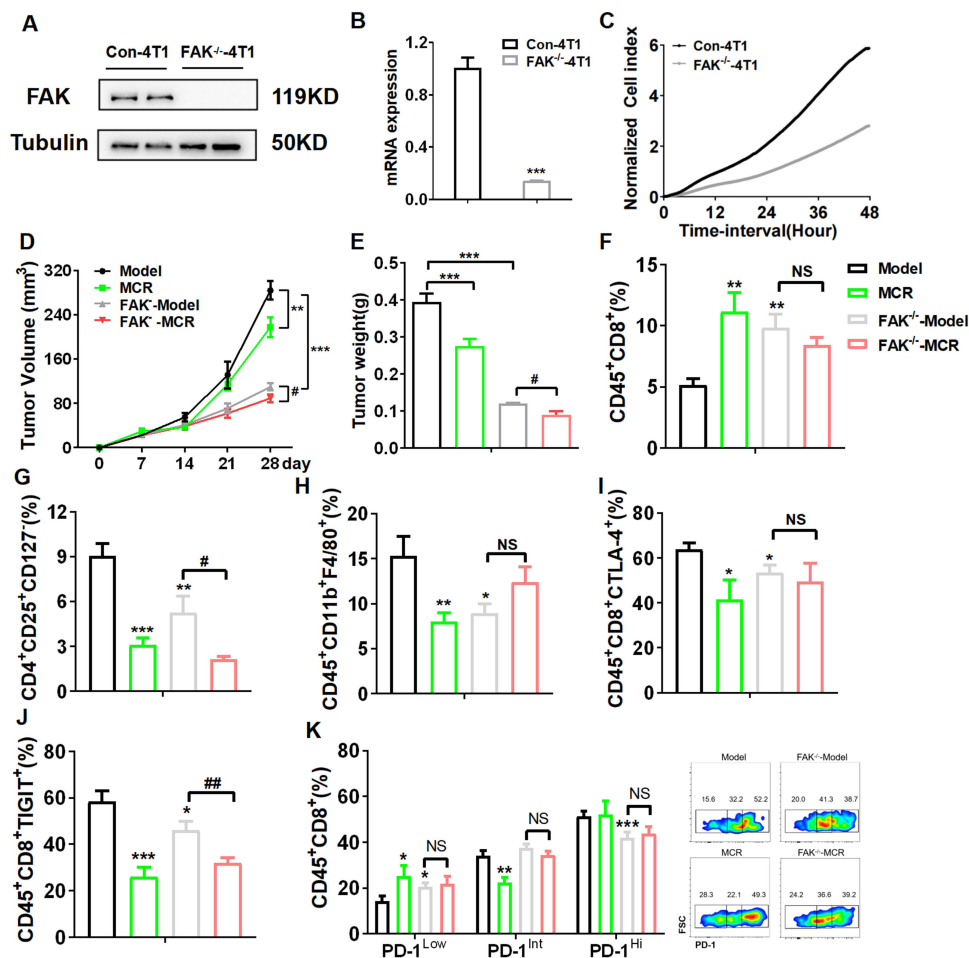 A
Con-4T1 FAK-/--4T1
FAK 119KD
Tubulin 50KD
B
mRNA expression
1.2
0.8
0.4
0.0
***
Con-4T1
FAK-/--4T1
C
Normalized Cell index
6
4
2
0
Con-4T1
FAK-/--4T1
0 12 24 36 48
Time-interval(Hour)
D
Tumor Volume (mm3)
320
240
160
80
0
Model
MCR
FAK--Model
FAK--MCR
**
***
#
0 7 14 21 28 day
E
Tumor weight(g)
0.5
0.4
0.3
0.2
0.1
0.0
***
***
#
F
CD45+CD8+(%)
15
10
5
0
**
**
NS
Model
MCR
FAK-/--Model
FAK-/--MCR
G
CD4+CD25+CD127-(%)
12
9
6
3
0
***
**
#
H
CD45+CD11b+F4/80+(%)
20
15
10
5
0
**
*
NS
I
CD45+CD8+CTLA-4+(%)
100
80
60
40
20
0
*
*
NS
J
CD45+CD8+TIGIT+(%)
80
60
40
20
0
***
*
##
K
CD45+CD8+(%)
80
60
40
20
0
*
*
NS
**
NS
***
NS
PD-1Low PD-1Int PD-1Hi
Model FAK-/--Model
15.6 32.2 52.2 20.0 41.3 38.7
MCR FAK-/--MCR
28.3 22.1 49.3 24.2 36.6 39.2
FSC
PD-1